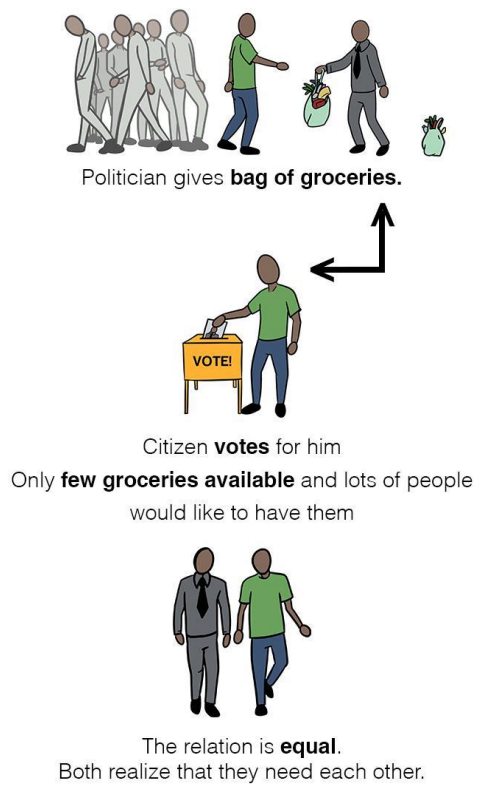 Politician gives bag of groceries.
VOTE!
Citizen votes for him
Only few groceries available and lots of people
would like to have them
The relation is equal.
Both realize that they need each other.